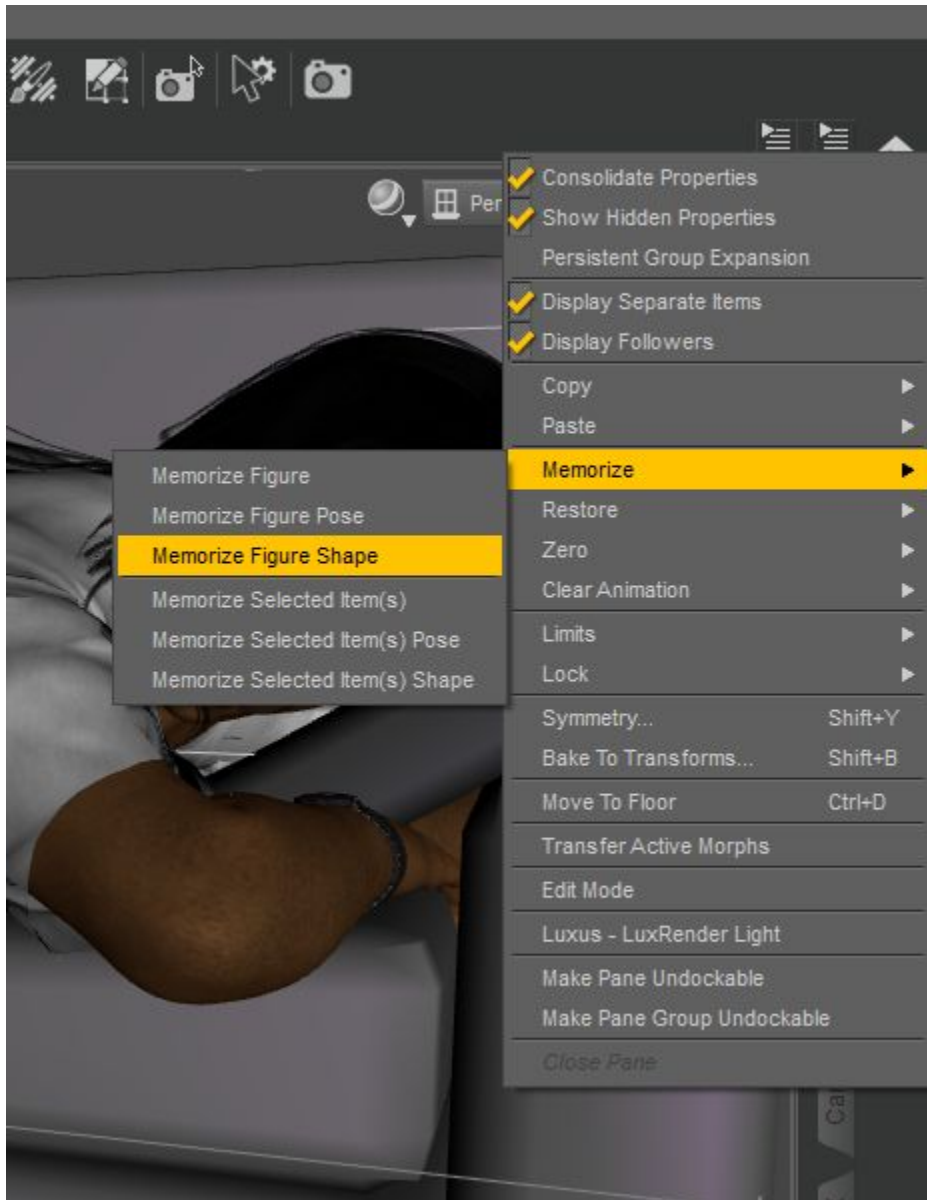 Per
Consolidate Properties
Show Hidden Properties
Persistent Group Expansion
Display Separate Items
Display Followers
Copy
Paste
Memorize
Restore
Zero
Clear Animation
Limits
Lock
Symmetry... Shift+Y
Bake To Transforms... Shift+B
Move To Floor Ctrl+D
Transfer Active Morphs
Edit Mode
Luxus - LuxRender Light
Make Pane Undockable
Make Pane Group Undockable
Close Pane
Memorize Figure
Memorize Figure Pose
Memorize Figure Shape
Memorize Selected Item(s)
Memorize Selected Item(s) Pose
Memorize Selected Item(s) Shape
Ca